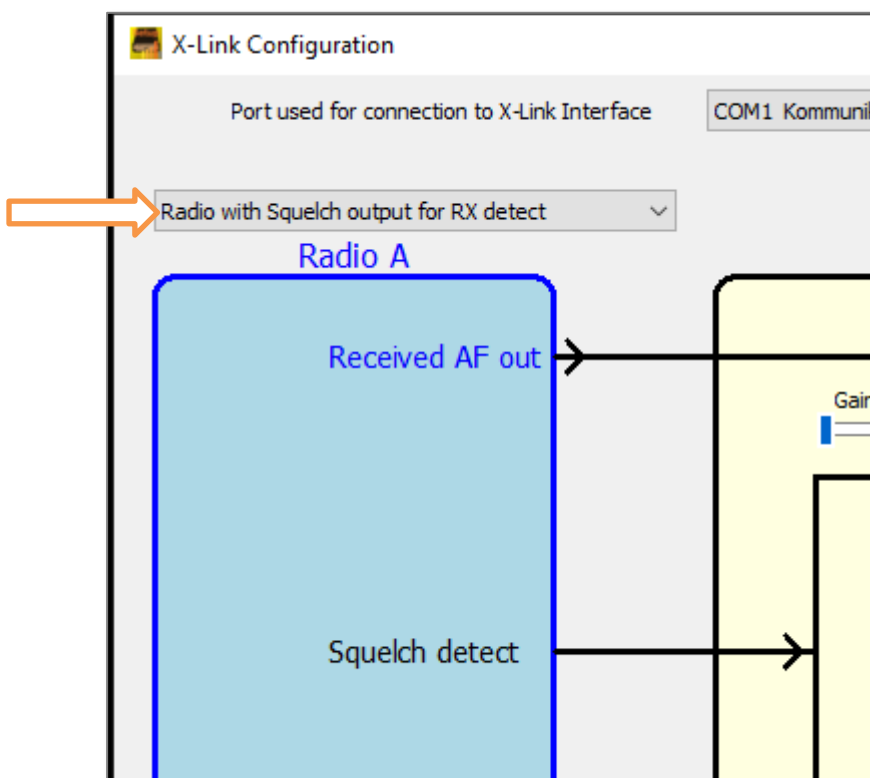 X-Link Configuration
Port used for connection to X-Link Interface
COM1 Kommuni
Radio with Squelch output for RX detect
Radio A
Received AF out
Gain
Squelch detect